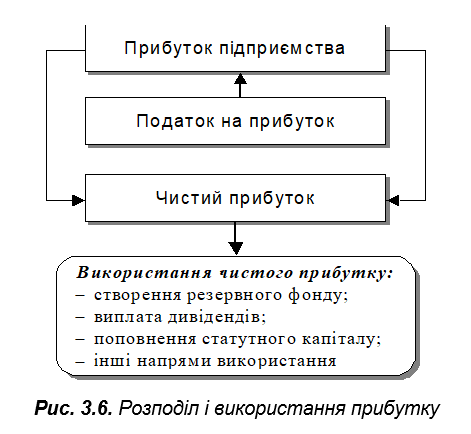 Прибуток підприємства
Податок на прибуток
Чистий прибуток
Використання чистого прибутку:
– створення резервного фонду;
– виплата дивідендів;
– поповнення статутного капіталу;
– інші напрями використання
Рис. 3.6. Розподіл і використання прибутку